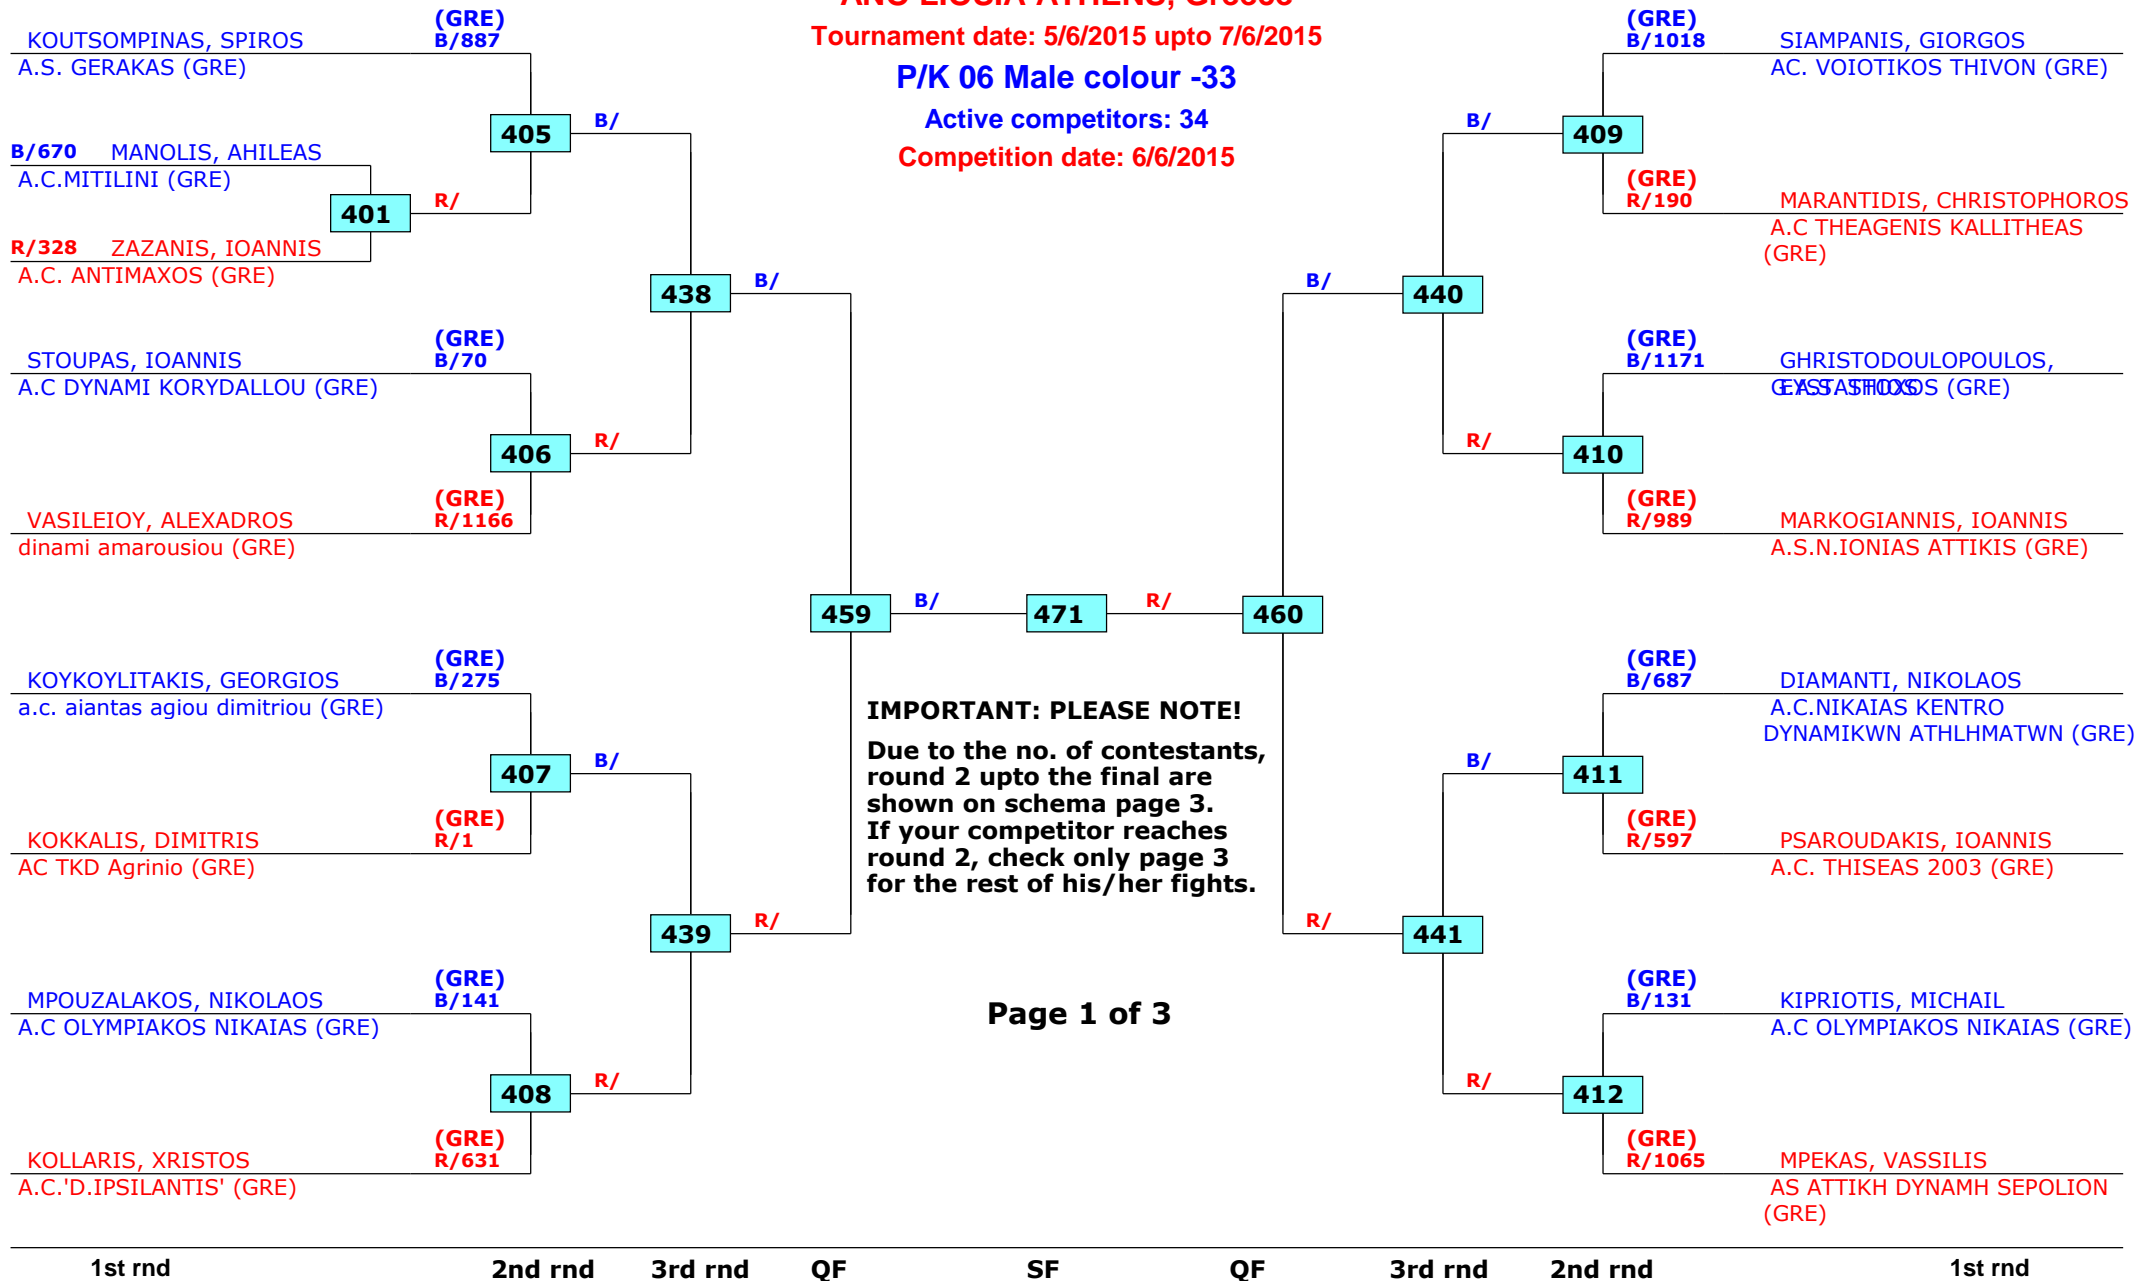 ANO LIOSIA ATHENS, Greece
Tournament date: 5/6/2015 upto 7/6/2015
P/K 06 Male colour -33
Active competitors: 34
Competition date: 6/6/2015
(GRE)
KOUTSOMPINAS, SPIROS B/887
A.S. GERAKAS (GRE)
405 B/
B/670 MANOLIS, AHILEAS
A.C.MITILINI (GRE)
401 R/
R/328 ZAZANIS, IOANNIS
A.C. ANTIMAXOS (GRE)
438 B/
(GRE)
STOUPAS, IOANNIS B/70
A.C DYNAMI KORYDALLOU (GRE)
406 R/
(GRE)
VASILEIOY, ALEXADROS R/1166
dinami amarousiou (GRE)
459 B/
471
R/ 460
(GRE)
KOYKOYLITAKIS, GEORGIOS B/275
a.c. aiantas agiou dimitriou (GRE)
407 B/
(GRE)
KOKKALIS, DIMITRIS R/1
AC TKD Agrinio (GRE)
439 R/
(GRE)
MPOUZALAKOS, NIKOLAOS B/141
A.C OLYMPIAKOS NIKAIAS (GRE)
408 R/
(GRE)
KOLLARIS, XRISTOS R/631
A.C.'D.IPSILANTIS' (GRE)
IMPORTANT: PLEASE NOTE!
Due to the no. of contestants,
round 2 upto the final are
shown on schema page 3.
If your competitor reaches
round 2, check only page 3
for the rest of his/her fights.
Page 1 of 3
(GRE)
B/1018 SIAMPANIS, GIORGOS
AC. VOIOTIKOS THIVON (GRE)
B/ 409
(GRE)
R/190 MARANTIDIS, CHRISTOPHOROS
A.C THEAGENIS KALLITHEAS
(GRE)
B/ 440
(GRE)
B/1171 GHRISTODOULOPOULOS,
(GRE)
R/ 410
(GRE)
R/989 MARKOGIANNIS, IOANNIS
A.S.N.IONIAS ATTIKIS (GRE)
(GRE)
B/687 DIAMANTI, NIKOLAOS
A.C.NIKAIAS KENTRO
DYNAMIKWN ATHLHMATWN (GRE)
B/ 411
(GRE)
R/597 PSAROUDAKIS, IOANNIS
A.C. THISEAS 2003 (GRE)
R/ 441
(GRE)
B/131 KIPRIOTIS, MICHAIL
A.C OLYMPIAKOS NIKAIAS (GRE)
R/ 412
(GRE)
R/1065 MPEKAS, VASSILIS
AS ATTIKH DYNAMH SEPOLION
(GRE)
1st rnd 2nd rnd 3rd rnd QF SF QF 3rd rnd 2nd rnd 1st rnd